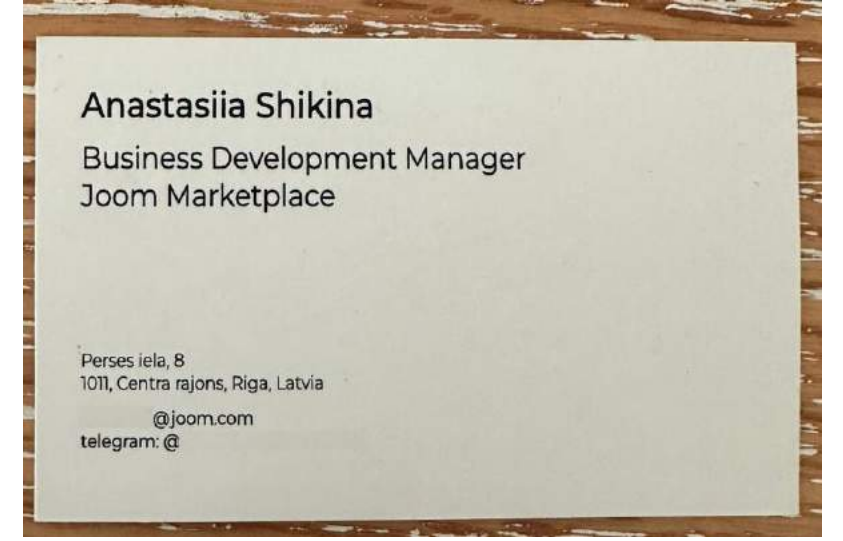 Anastasiia Shikina
Business Development Manager
Joom Marketplace
Perses iela, 8
1011, Centra rajons, Riga, Latvia
@joom.com
telegram: @